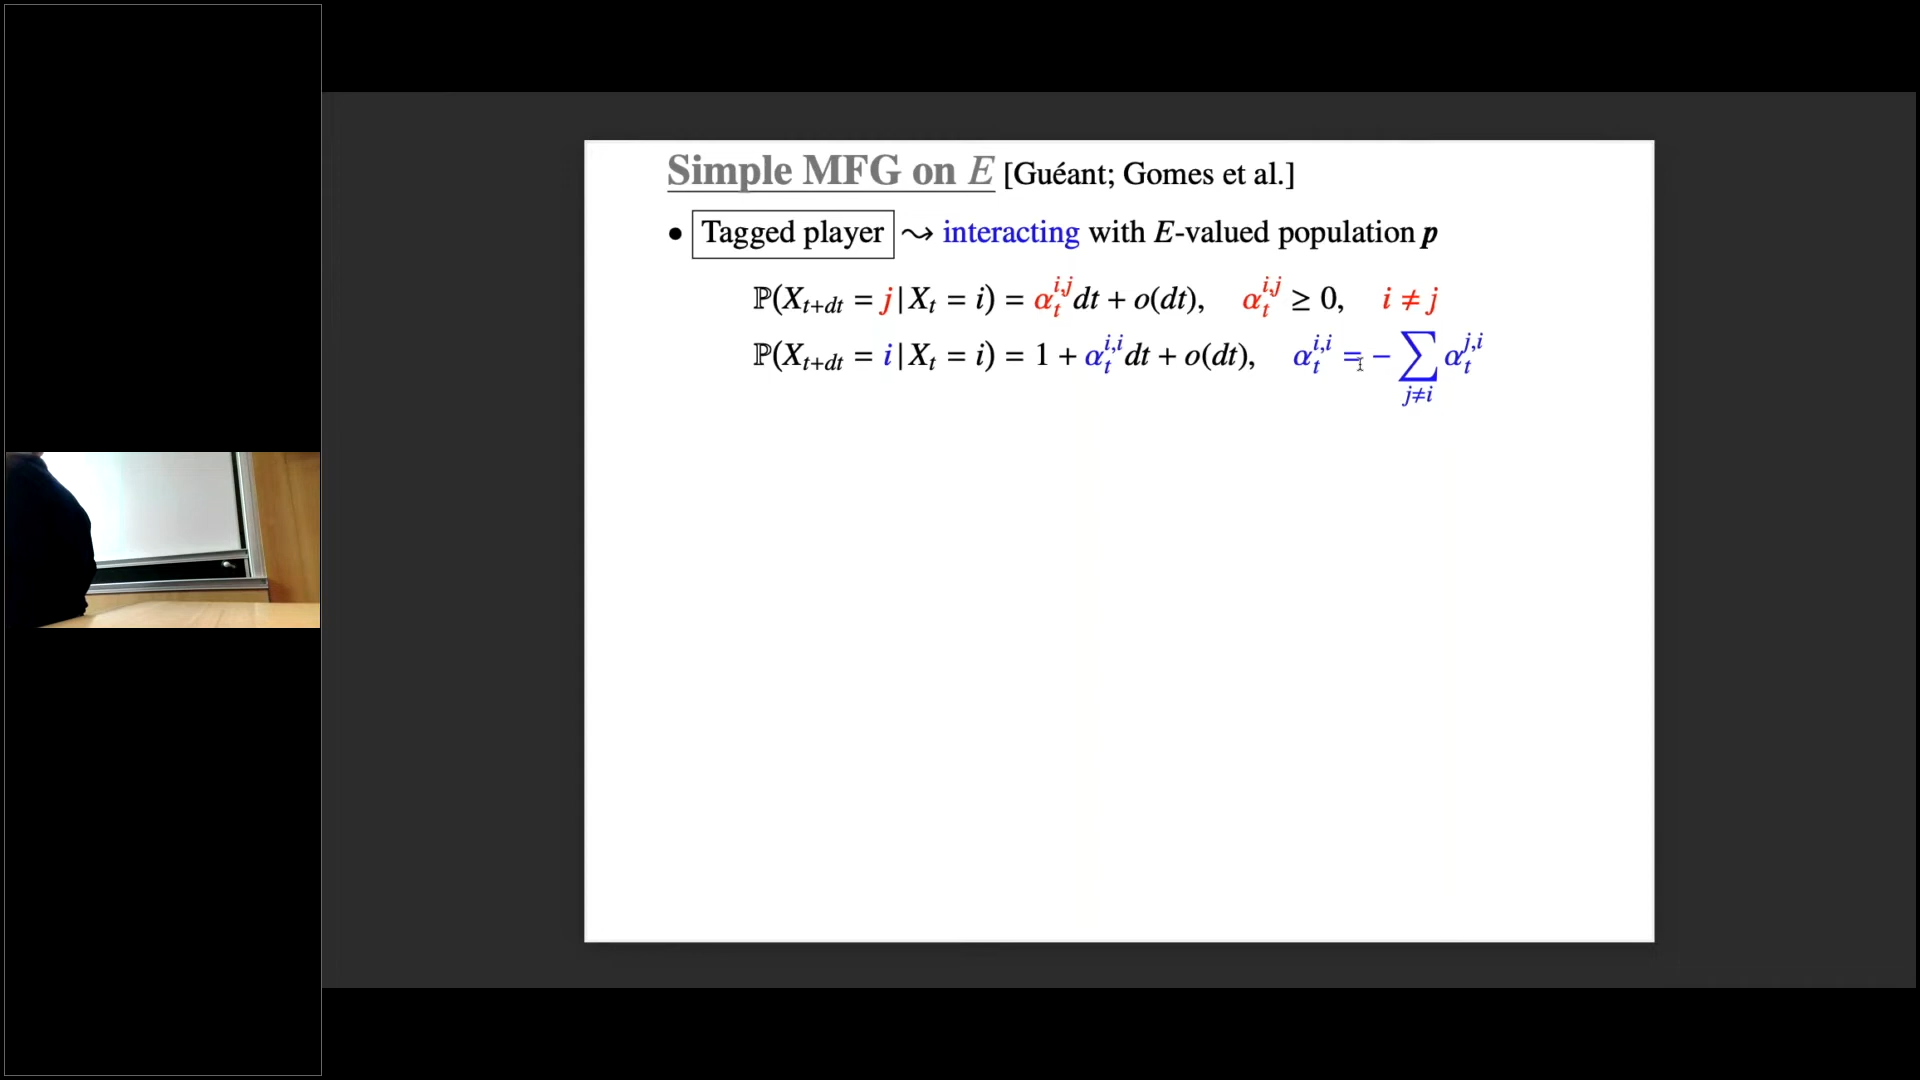 Simple MFG on E [Guéant; Gomes et al.]
• Tagged player ⇝ interacting with E-valued population p
ℙ(X_{t+dt} = j | X_t = i) = α_t^{i,j} dt + o(dt), α_t^{i,j} ≥ 0, i ≠ j
ℙ(X_{t+dt} = i | X_t = i) = 1 + α_t^{i,i} dt + o(dt), α_t^{i,i} = − ∑_{j≠i} α_t^{j,i}